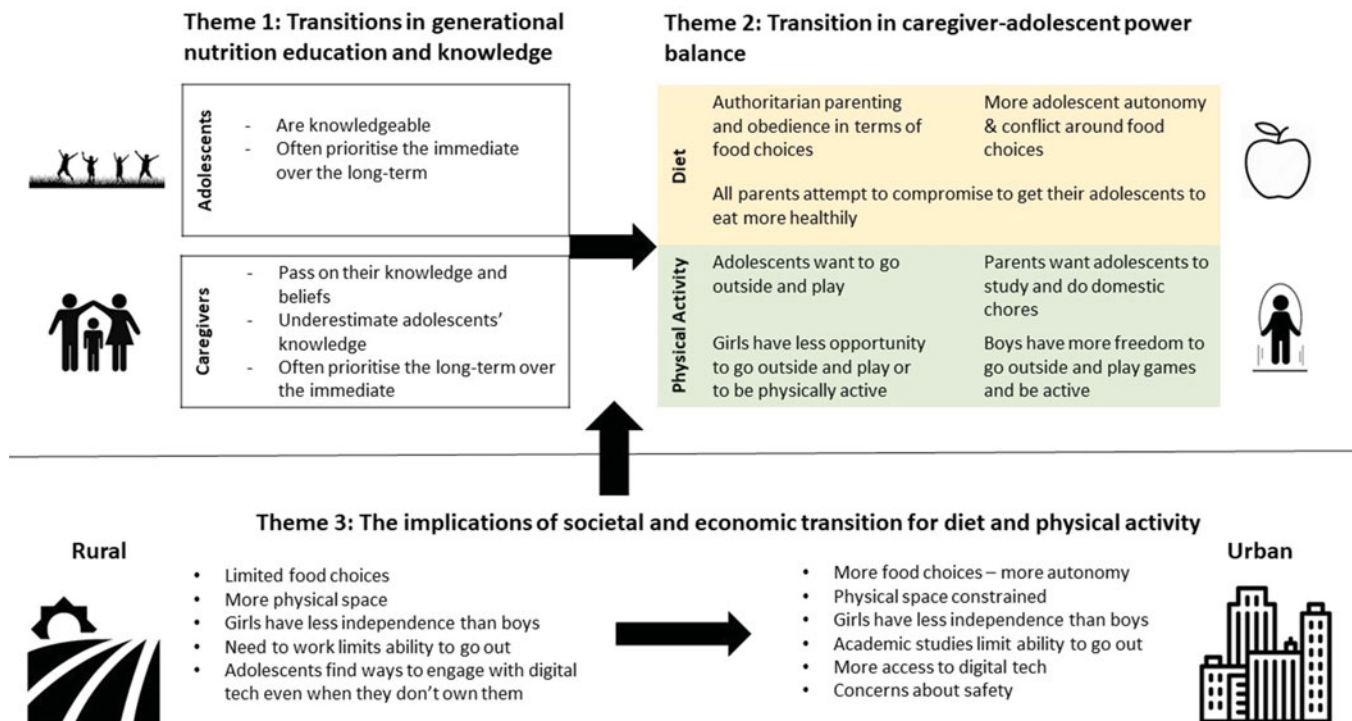 Theme 1: Transitions in generational
nutrition education and knowledge
Adolescents
- Are knowledgeable
- Often prioritise the immediate
over the long-term
Caregivers
- Pass on their knowledge and
beliefs
- Underestimate adolescents'
knowledge
- Often prioritise the long-term over
the immediate
Theme 2: Transition in caregiver-adolescent power
balance
Diet
Authoritarian parenting
and obedience in terms of
food choices
More adolescent autonomy
& conflict around food
choices
All parents attempt to compromise to get their adolescents to
eat more healthily
Physical Activity
Adolescents want to go
outside and play
Parents want adolescents to
study and do domestic
chores
Girls have less opportunity
to go outside and play or
to be physically active
Boys have more freedom to
go outside and play games
and be active
Theme 3: The implications of societal and economic transition for diet and physical activity
Rural
• Limited food choices
• More physical space
• Girls have less independence than boys
• Need to work limits ability to go out
• Adolescents find ways to engage with digital
tech even when they don't own them
Urban
• More food choices – more autonomy
• Physical space constrained
• Girls have less independence than boys
• Academic studies limit ability to go out
• More access to digital tech
• Concerns about safety